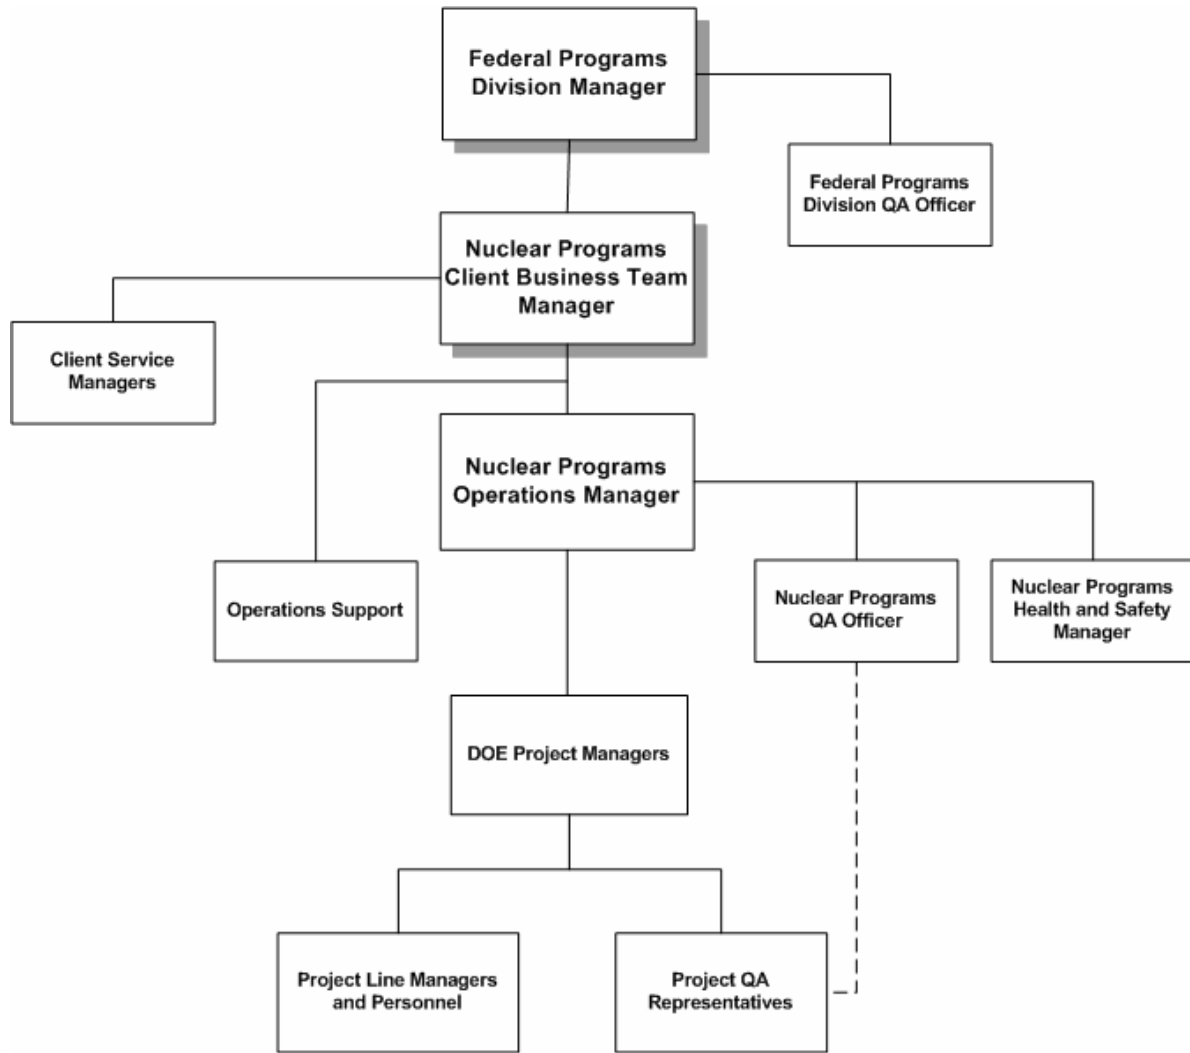 Federal Programs
Division Manager
Federal Programs
Division QA Officer
Nuclear Programs
Client Business Team
Manager
Client Service
Managers
Nuclear Programs
Operations Manager
Operations Support
Nuclear Programs
QA Officer
Nuclear Programs
Health and Safety
Manager
DOE Project Managers
Project Line Managers
and Personnel
Project QA
Representatives